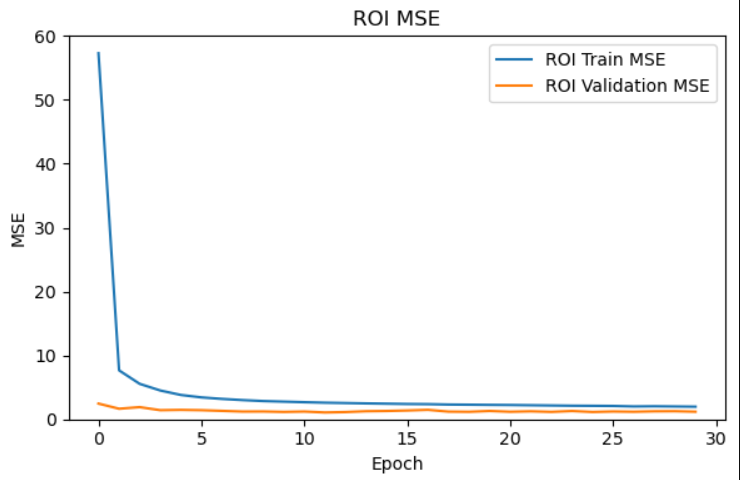 ROI MSE
60
50
40
30
20
10
0
MSE
ROI Train MSE
ROI Validation MSE
0 5 10 15 20 25 30
Epoch